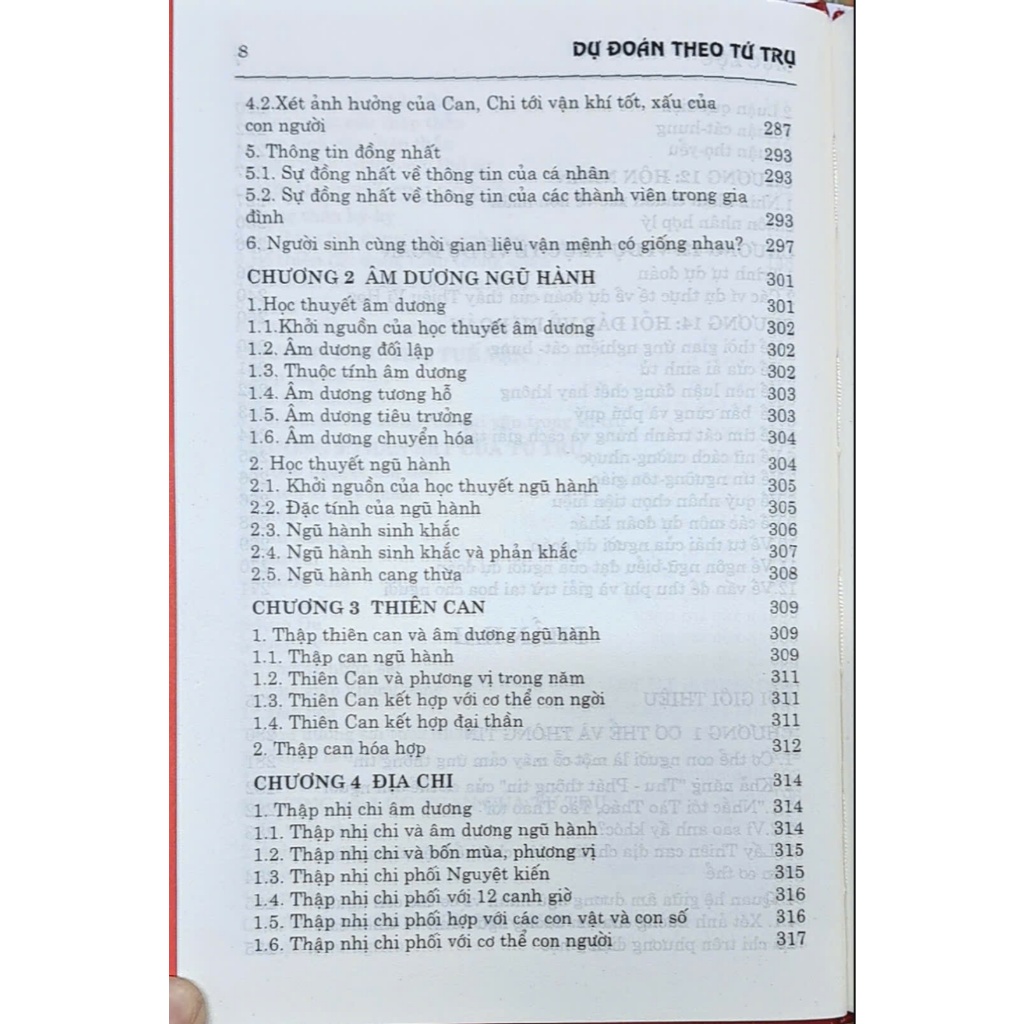 8
DỰ ĐOÁN THEO TỨ TRỤ
4.2.Xét ảnh hưởng của Can, Chi tới vận khí tốt, xấu của
con người 287
5. Thông tin đồng nhất 293
5.1. Sự đồng nhất về thông tin của cá nhân 293
5.2. Sự đồng nhất về thông tin của các thành viên trong gia
đình 293
6. Người sinh cùng thời gian liêu vận mệnh có giống nhau? 297
CHƯƠNG 2 ÂM DƯƠNG NGŨ HÀNH 301
1.Học thuyết âm dương 301
1.1.Khởi nguồn của học thuyết âm dương 302
1.2. Âm dương đối lập 302
1.3. Thuộc tính âm dương 302
1.4. Âm dương tương hỗ 303
1.5. Âm dương tiêu trưởng 303
1.6. Âm dương chuyển hóa 304
2. Học thuyết ngũ hành 304
2.1. Khởi nguồn của học thuyết ngũ hành 305
2.2. Đặc tính của ngũ hành 305
2.3. Ngũ hành sinh khắc 306
2.4. Ngũ hành sinh khắc và phản khắc 307
2.5. Ngũ hành cang thừa 308
CHƯƠNG 3 THIÊN CAN 309
1. Thập thiên can và âm dương ngũ hành 309
1.1. Thập can ngũ hành 309
1.2. Thiên Can và phương vị trong năm 311
1.3. Thiên Can kết hợp với cơ thể con ngời 311
1.4. Thiên Can kết hợp đại thần 311
2. Thập can hóa hợp 312
CHƯƠNG 4 ĐỊA CHI 314
1. Thập nhị chi âm dương 314
1.1. Thập nhị chi và âm dương ngũ hành 314
1.2. Thập nhị chi và bốn mùa, phương vị 315
1.3. Thập nhị chi phối Nguyệt kiến 315
1.4. Thập nhị chi phối với 12 canh giờ 316
1.5. Thập nhị chi phối hợp với các con vật và con số 316
1.6. Thập nhị chi phối với cơ thể con người 317